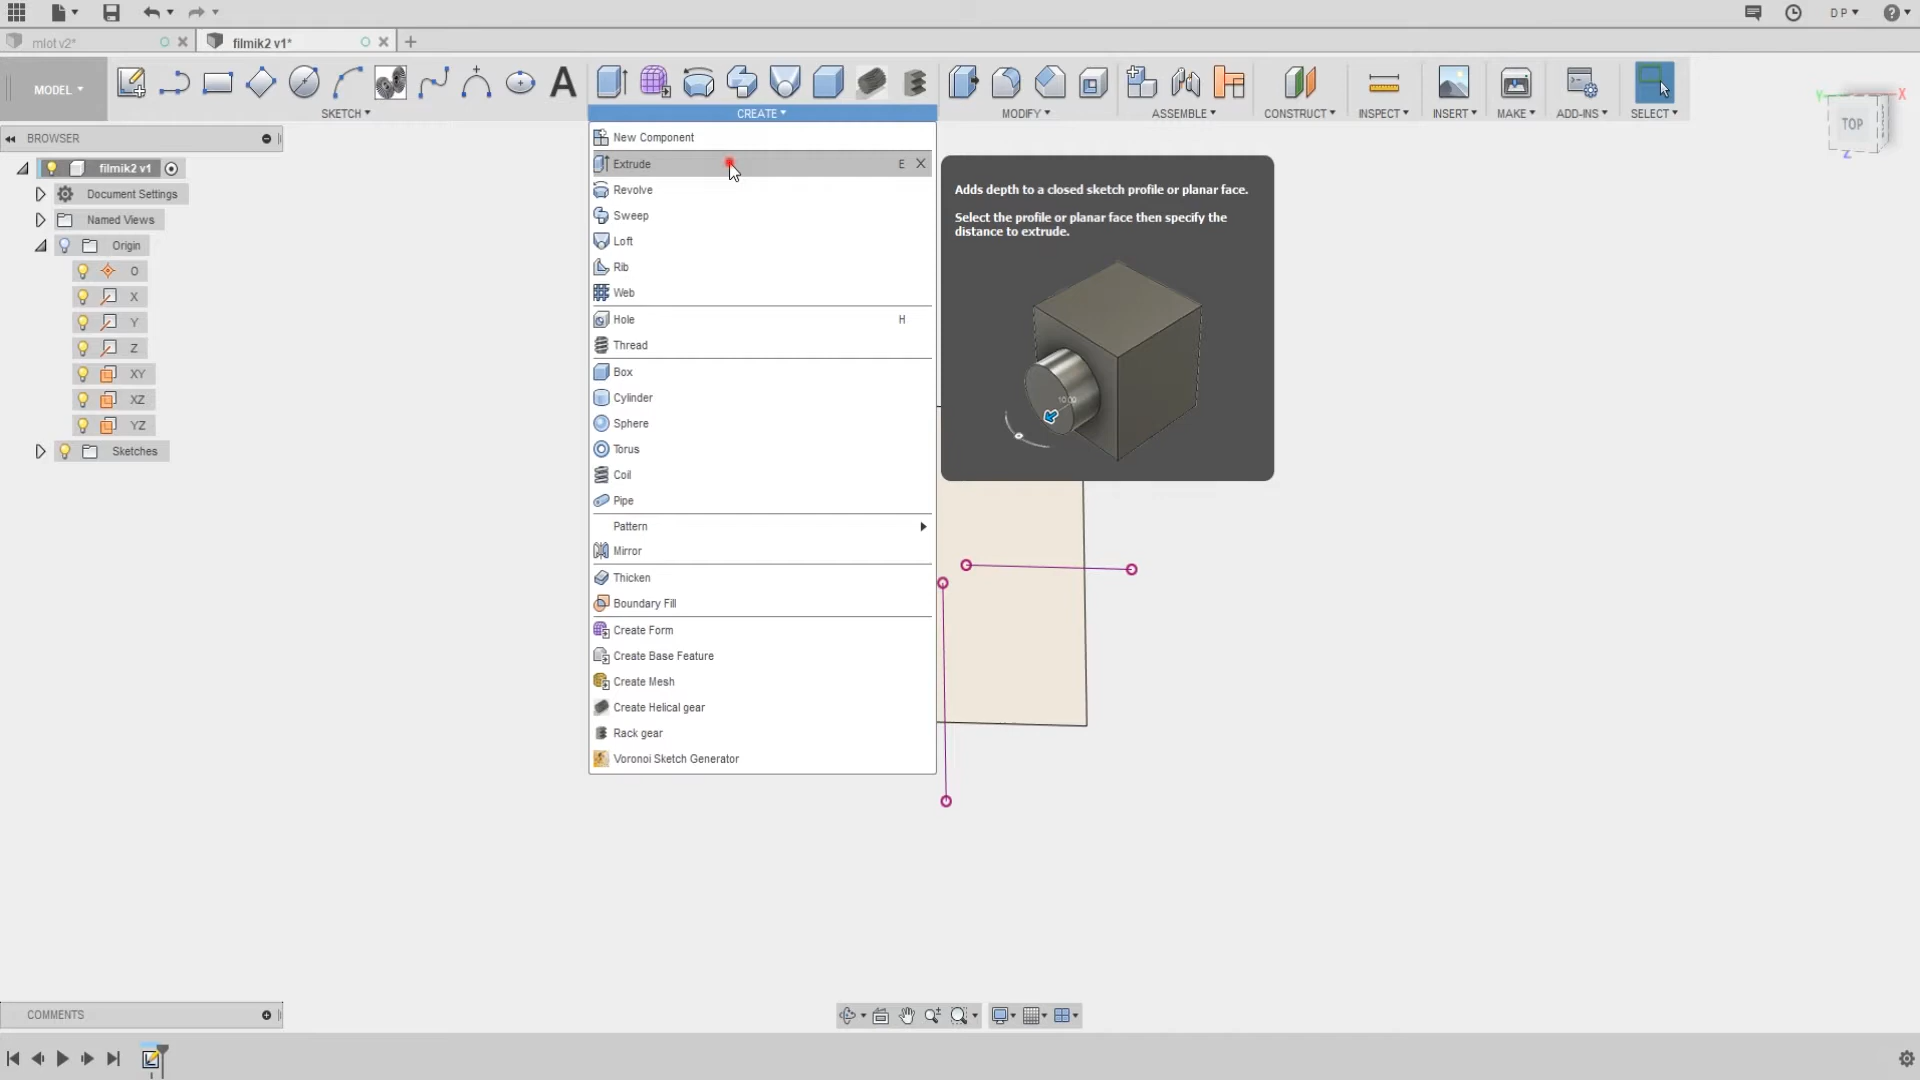 D P
mlot v2*
filmik2 v1*
MODEL
SKETCH
CREATE
MODIFY
ASSEMBLE
CONSTRUCT
INSPECT
INSERT
MAKE
ADD-INS
SELECT
BROWSER
filmik2 v1
Document Settings
Named Views
Origin
O
X
Y
Z
XY
XZ
YZ
Sketches
New Component
Extrude E
Revolve
Sweep
Loft
Rib
Web
Hole H
Thread
Box
Cylinder
Sphere
Torus
Coil
Pipe
Pattern
Mirror
Thicken
Boundary Fill
Create Form
Create Base Feature
Create Mesh
Create Helical gear
Rack gear
Voronoi Sketch Generator
Adds depth to a closed sketch profile or planar face.
Select the profile or planar face then specify the
distance to extrude.
Y
X
TOP
Z
COMMENTS